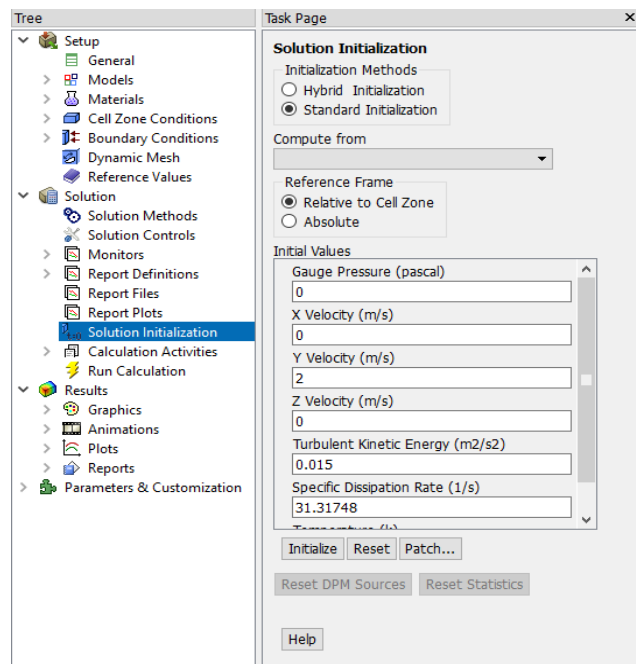 Tree
Setup
General
Models
Materials
Cell Zone Conditions
Boundary Conditions
Dynamic Mesh
Reference Values
Solution
Solution Methods
Solution Controls
Monitors
Report Definitions
Report Files
Report Plots
Solution Initialization
Calculation Activities
Run Calculation
Results
Graphics
Animations
Plots
Reports
Parameters & Customization
Task Page
Solution Initialization
Initialization Methods
Hybrid Initialization
Standard Initialization
Compute from
Reference Frame
Relative to Cell Zone
Absolute
Initial Values
Gauge Pressure (pascal)
0
X Velocity (m/s)
0
Y Velocity (m/s)
2
Z Velocity (m/s)
0
Turbulent Kinetic Energy (m2/s2)
0.015
Specific Dissipation Rate (1/s)
31.31748
Temperature (k)
Initialize Reset Patch...
Reset DPM Sources Reset Statistics
Help